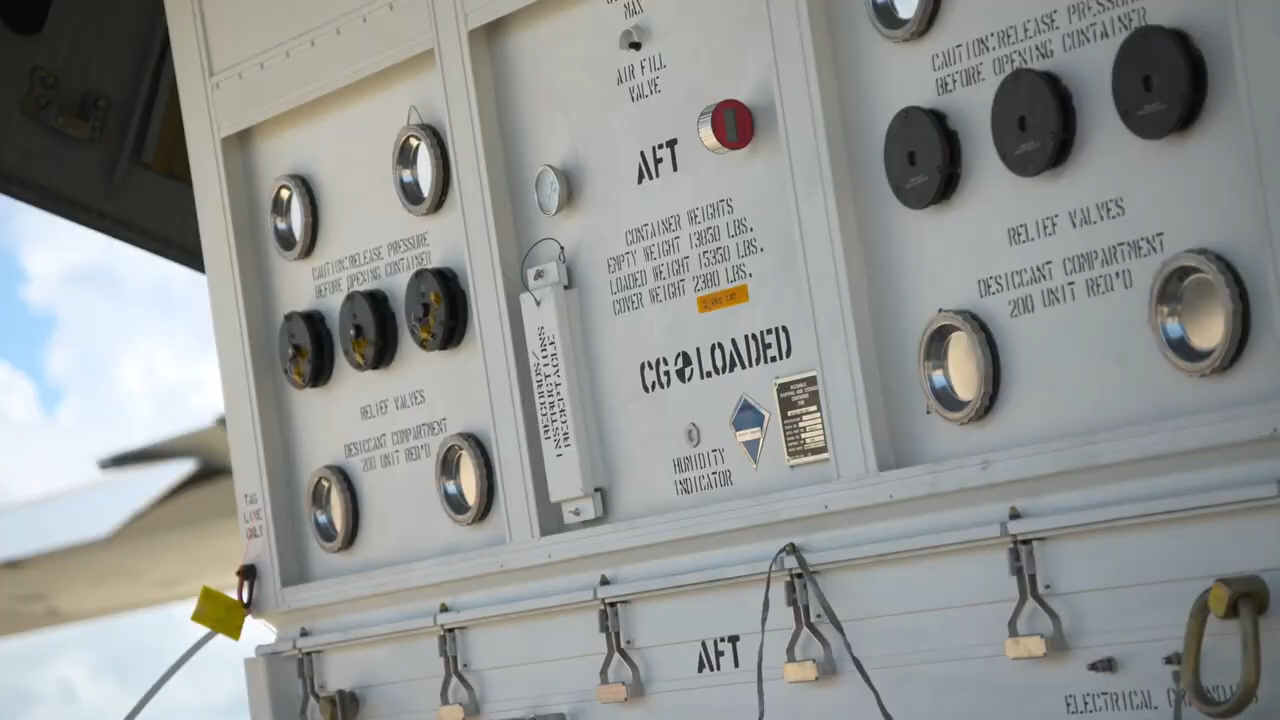 MAX
AIR FILL
VALVE
AFT
CONTAINER WEIGHTS
EMPTY WEIGHT 13050 LBS.
LOADED WEIGHT 15350 LBS.
COVER WEIGHT 2380 LBS.
CG LOADED
HUMIDITY
INDICATOR
RECORDS/
INSTRUCTIONS
RECEPTACLE
CAUTION:RELEASE PRESSURE
BEFORE OPENING CONTAINER
RELIEF VALVES
DESICCANT COMPARTMENT
200 UNIT REQ'D
CAUTION:RELEASE PRESSURE
BEFORE OPENING CONTAINER
RELIEF VALVES
DESICCANT COMPARTMENT
200 UNIT REQ'D
TAG
LINE
ONLY
AFT
ELECTRICAL